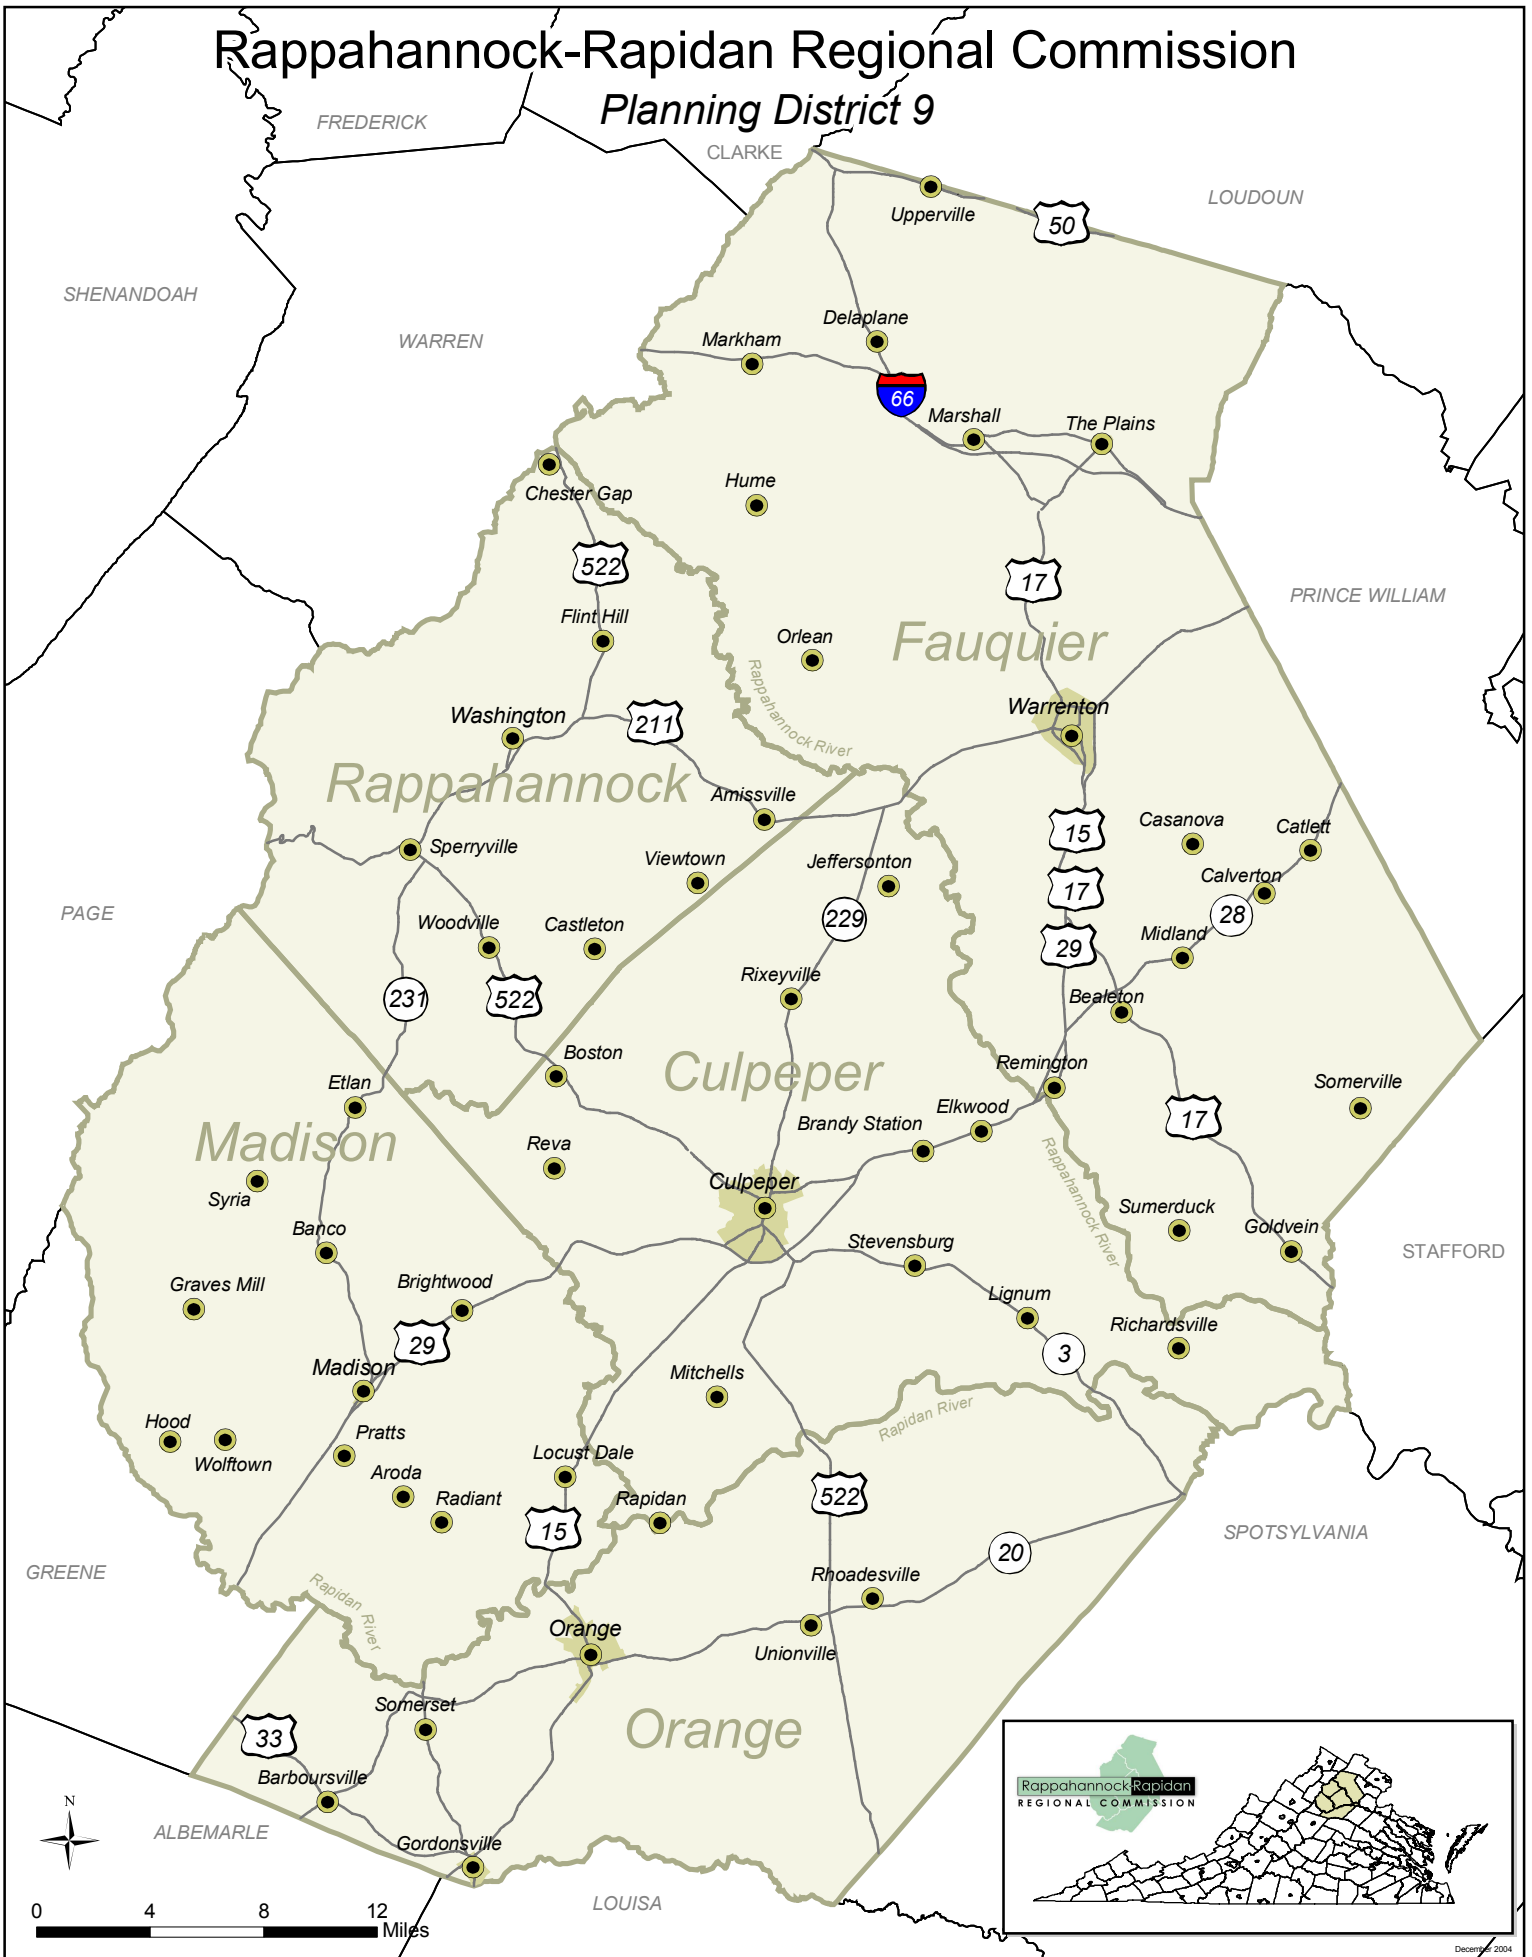 Rappahannock-Rapidan Regional Commission
Planning District 9
FREDERICK
CLARKE
LOUDOUN
Upperville
50
SHENANDOAH
WARREN
Delaplane
Markham
66
Marshall
The Plains
Chester Gap
Hume
522
17
PRINCE WILLIAM
Flint Hill
Orlean
Fauquier
Rappahannock River
Washington
211
Warrenton
Rappahannock
Amissville
15
Casanova
Catlett
Sperryville
Viewtown
Jeffersonton
Calverton
17
PAGE
Woodville
Castleton
229
28
29
Midland
Rixeyville
231
522
Bealeton
Boston
Culpeper
Remington
Etlan
Somerville
Elkwood
Brandy Station
17
Madison
Reva
Rappahannock River
Culpeper
Syria
Sumerduck
Banco
Goldvein
Stevensburg
STAFFORD
Graves Mill
Brightwood
Lignum
Richardsville
29
3
Madison
Mitchells
Rapidan River
Hood
Pratts
Wolftown
Locust Dale
Aroda
Radiant
Rapidan
522
15
SPOTSYLVANIA
20
GREENE
Rhoadesville
Rapidan River
Orange
Unionville
Somerset
Orange
33
Barboursville
Rappahannock-Rapidan
REGIONAL COMMISSION
N
ALBEMARLE
Gordonsville
LOUISA
0 4 8 12
Miles
December 2004